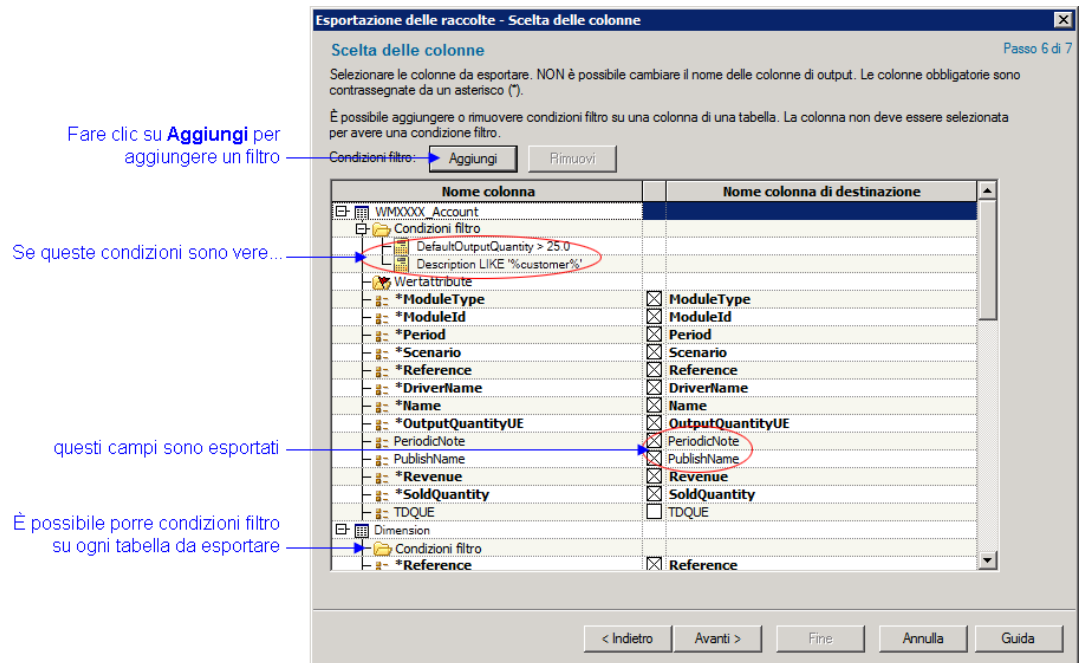 Esportazione delle raccolte - Scelta delle colonne
Scelta delle colonne
Passo 6 di 7
Selezionare le colonne da esportare. NON è possibile cambiare il nome delle colonne di output. Le colonne obbligatorie sono
contrassegnate da un asterisco (*).
È possibile aggiungere o rimuovere condizioni filtro su una colonna di una tabella. La colonna non deve essere selezionata
per avere una condizione filtro.
Fare clic su Aggiungi per
aggiungere un filtro
Condizioni filtro: Aggiungi Rimuovi
Nome colonna Nome colonna di destinazione
WMXXXX_Account
Condizioni filtro
Se queste condizioni sono vere...
DefaultOutputQuantity > 25.0
Description LIKE '%customer%'
Wertattribute
*ModuleType ModuleType
*ModuleId ModuleId
*Period Period
*Scenario Scenario
*Reference Reference
*DriverName DriverName
*Name Name
*OutputQuantityUE OutputQuantityUE
questi campi sono esportati
PeriodicNote PeriodicNote
PublishName PublishName
*Revenue Revenue
*SoldQuantity SoldQuantity
TDQUE TDQUE
È possibile porre condizioni filtro
su ogni tabella da esportare
Dimension
Condizioni filtro
*Reference Reference
< Indietro Avanti > Fine Annulla Guida